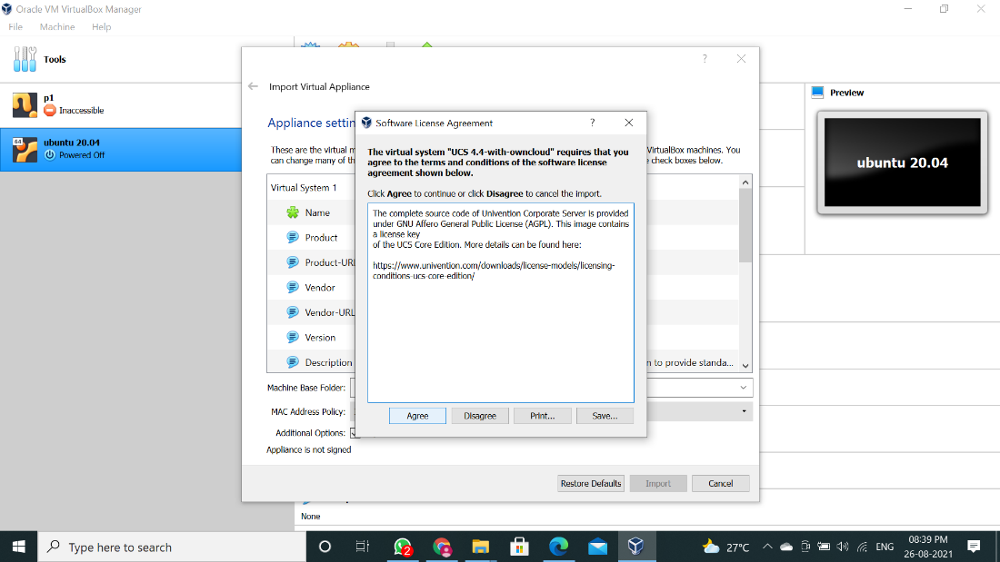 Oracle VM VirtualBox Manager
File Machine Help
Tools
p1
Inaccessible
64
ubuntu 20.04
Powered Off
Import Virtual Appliance
Appliance settin
These are the virtual m
VirtualBox machines. You
can change many of th
check boxes below.
Virtual System 1
Name
Product
Product-URL
Vendor
Vendor-URL
Version
Description
n to provide standa...
Machine Base Folder:
MAC Address Policy:
Additional Options:
Appliance is not signed
Restore Defaults
Import
Cancel
Software License Agreement
The virtual system "UCS 4.4-with-owncloud" requires that you
agree to the terms and conditions of the software license
agreement shown below.
Click Agree to continue or click Disagree to cancel the import.
The complete source code of Univention Corporate Server is provided
under GNU Affero General Public License (AGPL). This image contains
a license key
of the UCS Core Edition. More details can be found here:
https://www.univention.com/downloads/license-models/licensing-
conditions-ucs-core-edition/
Agree
Disagree
Print...
Save...
Preview
ubuntu 20.04
None
Type here to search
2
27°C
ENG
08:39 PM
26-08-2021